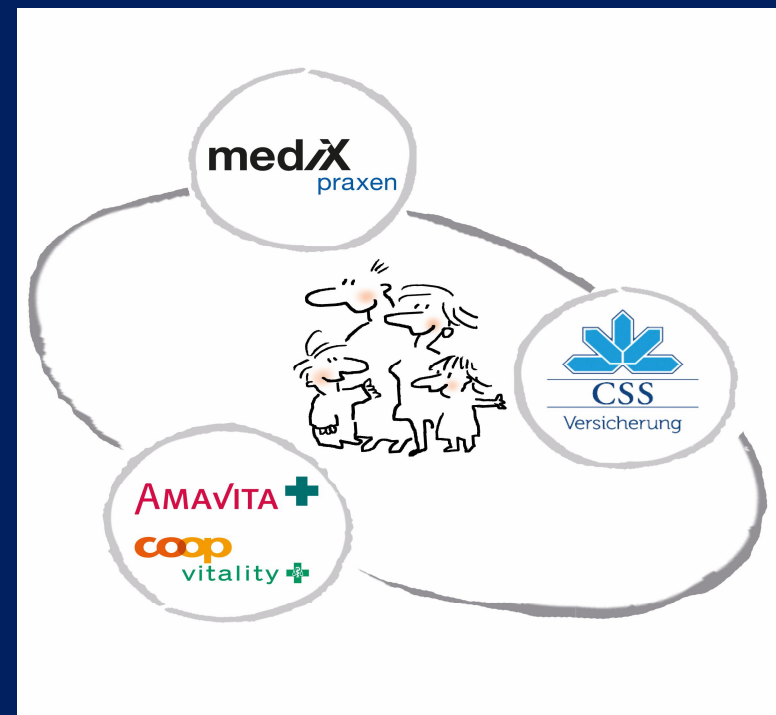 mediX
praxen
CSS
Versicherung
AMAVITA
coop
vitality